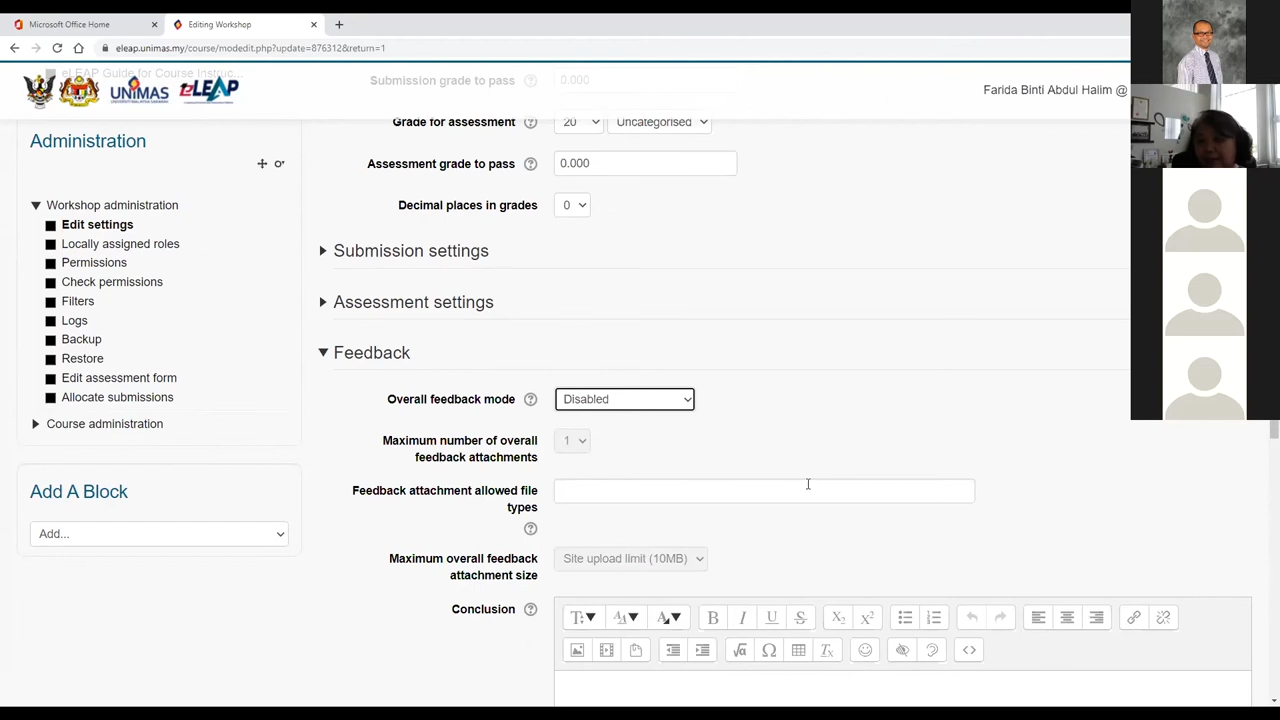 Microsoft Office Home
Editing Workshop
eleap.unimas.my/course/modedit.php?update=876312&return=1
eLEAP Guide for Course Instruc...
UNIMAS
eLEAP
Farida Binti Abdul Halim @
Submission grade to pass
0.000
Grade for assessment
20
Uncategorised
Assessment grade to pass
0.000
Decimal places in grades
0
Administration
Workshop administration
Edit settings
Locally assigned roles
Permissions
Check permissions
Filters
Logs
Backup
Restore
Edit assessment form
Allocate submissions
Course administration
Add A Block
Add...
Submission settings
Assessment settings
Feedback
Overall feedback mode
Disabled
Maximum number of overall
feedback attachments
1
Feedback attachment allowed file
types
Maximum overall feedback
attachment size
Site upload limit (10MB)
Conclusion